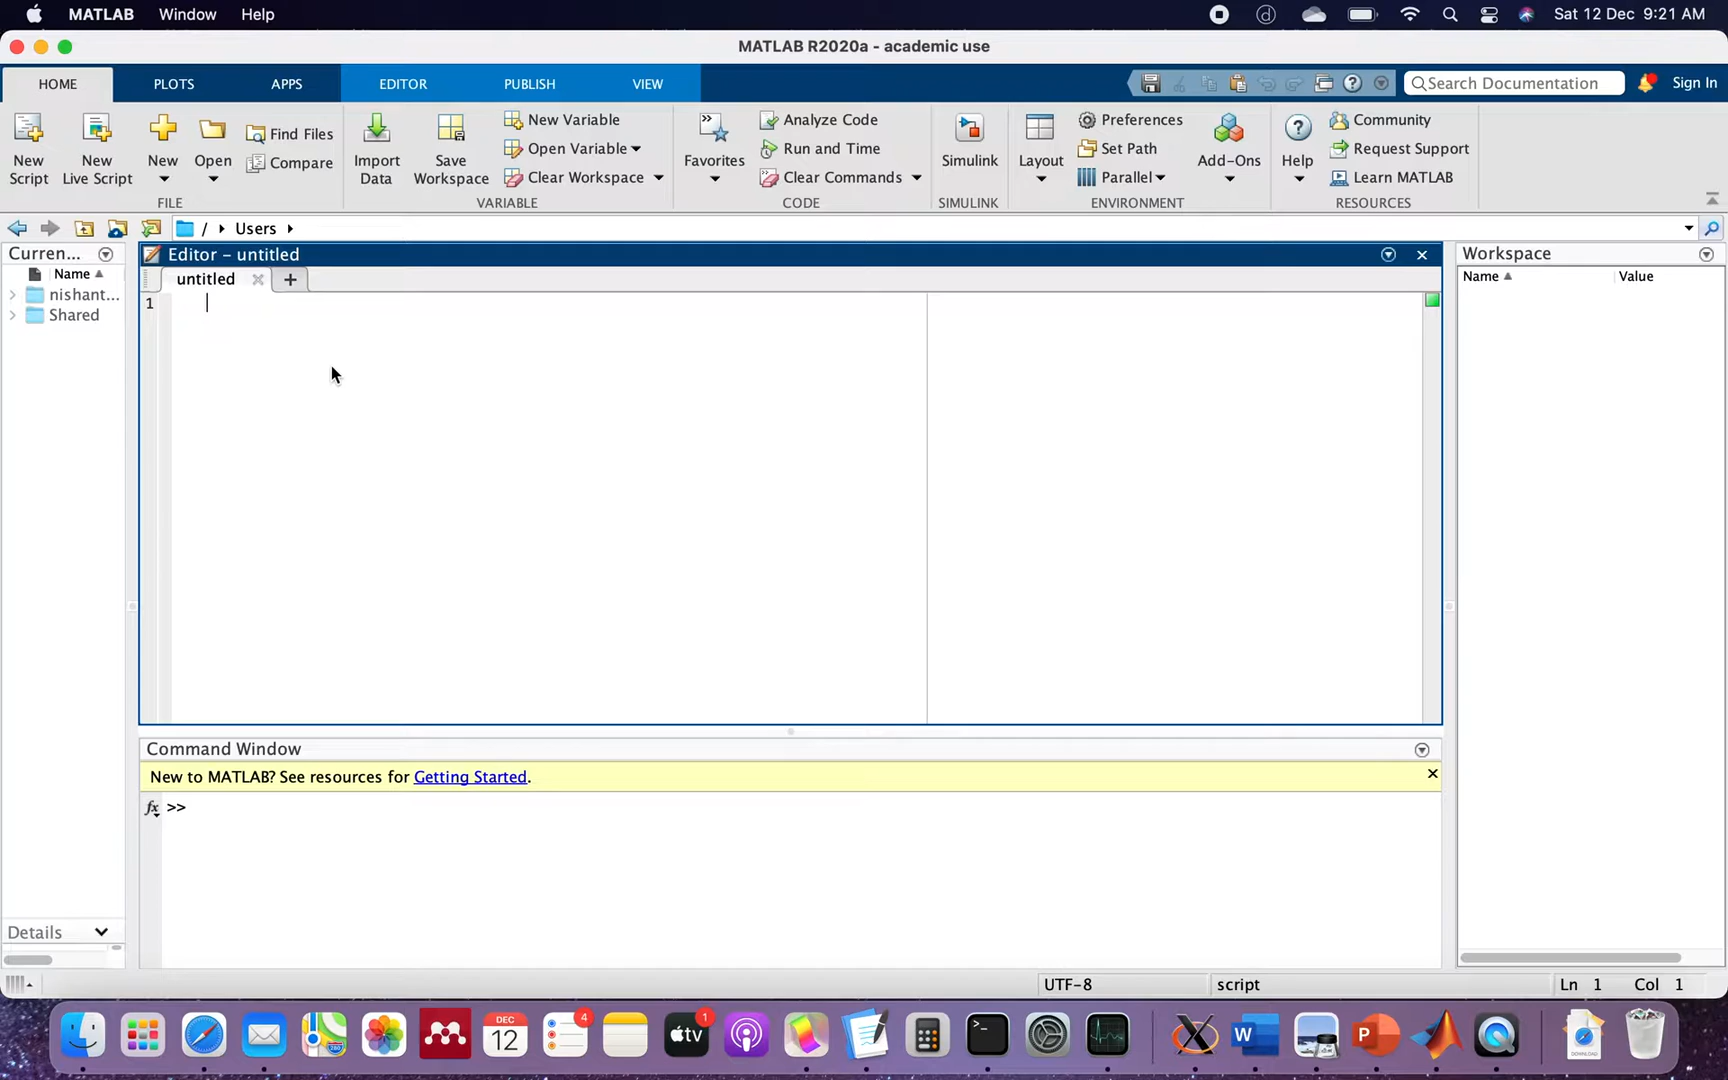 MATLAB Window Help
Sat 12 Dec 9:21 AM
MATLAB R2020a - academic use
HOME PLOTS APPS EDITOR PUBLISH VIEW
Search Documentation
Sign In
New Script
New Live Script
New
Open
Find Files
Compare
FILE
Import Data
Save Workspace
New Variable
Open Variable
Clear Workspace
VARIABLE
Favorites
Analyze Code
Run and Time
Clear Commands
CODE
Simulink
SIMULINK
Layout
Preferences
Set Path
Parallel
Add-Ons
ENVIRONMENT
Help
Community
Request Support
Learn MATLAB
RESOURCES
/ Users
Curren...
Name
nishant...
Shared
Details
Editor – untitled
untitled
1
Command Window
New to MATLAB? See resources for Getting Started.
fx >>
Workspace
Name Value
UTF-8 script Ln 1 Col 1
4
DEC
12
4
1
tv
>_
W
P
DOWNLOAD